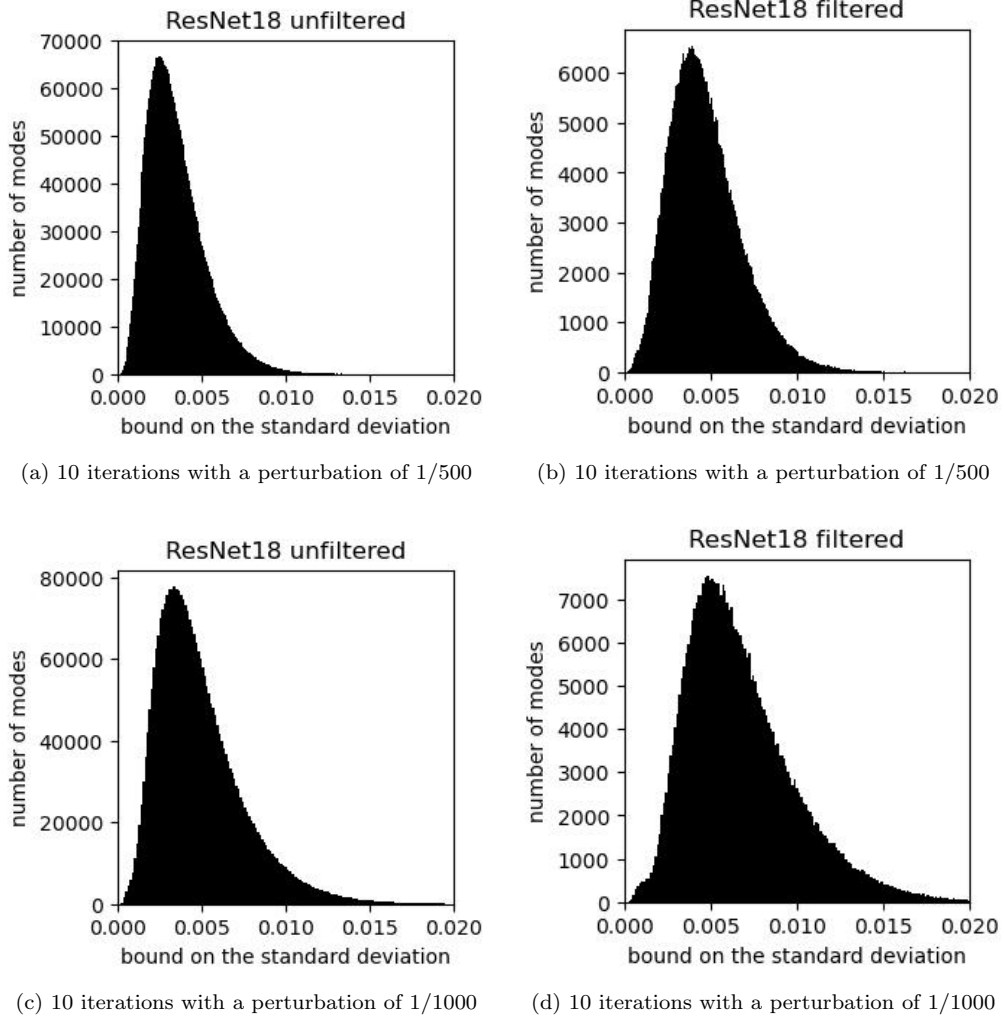 ResNet18 unfiltered
number of modes
70000
60000
50000
40000
30000
20000
10000
0
0.000 0.005 0.010 0.015 0.020
bound on the standard deviation
(a) 10 iterations with a perturbation of 1/500
ResNet18 filtered
number of modes
6000
5000
4000
3000
2000
1000
0
0.000 0.005 0.010 0.015 0.020
bound on the standard deviation
(b) 10 iterations with a perturbation of 1/500
ResNet18 unfiltered
number of modes
80000
60000
40000
20000
0
0.000 0.005 0.010 0.015 0.020
bound on the standard deviation
(c) 10 iterations with a perturbation of 1/1000
ResNet18 filtered
number of modes
7000
6000
5000
4000
3000
2000
1000
0
0.000 0.005 0.010 0.015 0.020
bound on the standard deviation
(d) 10 iterations with a perturbation of 1/1000